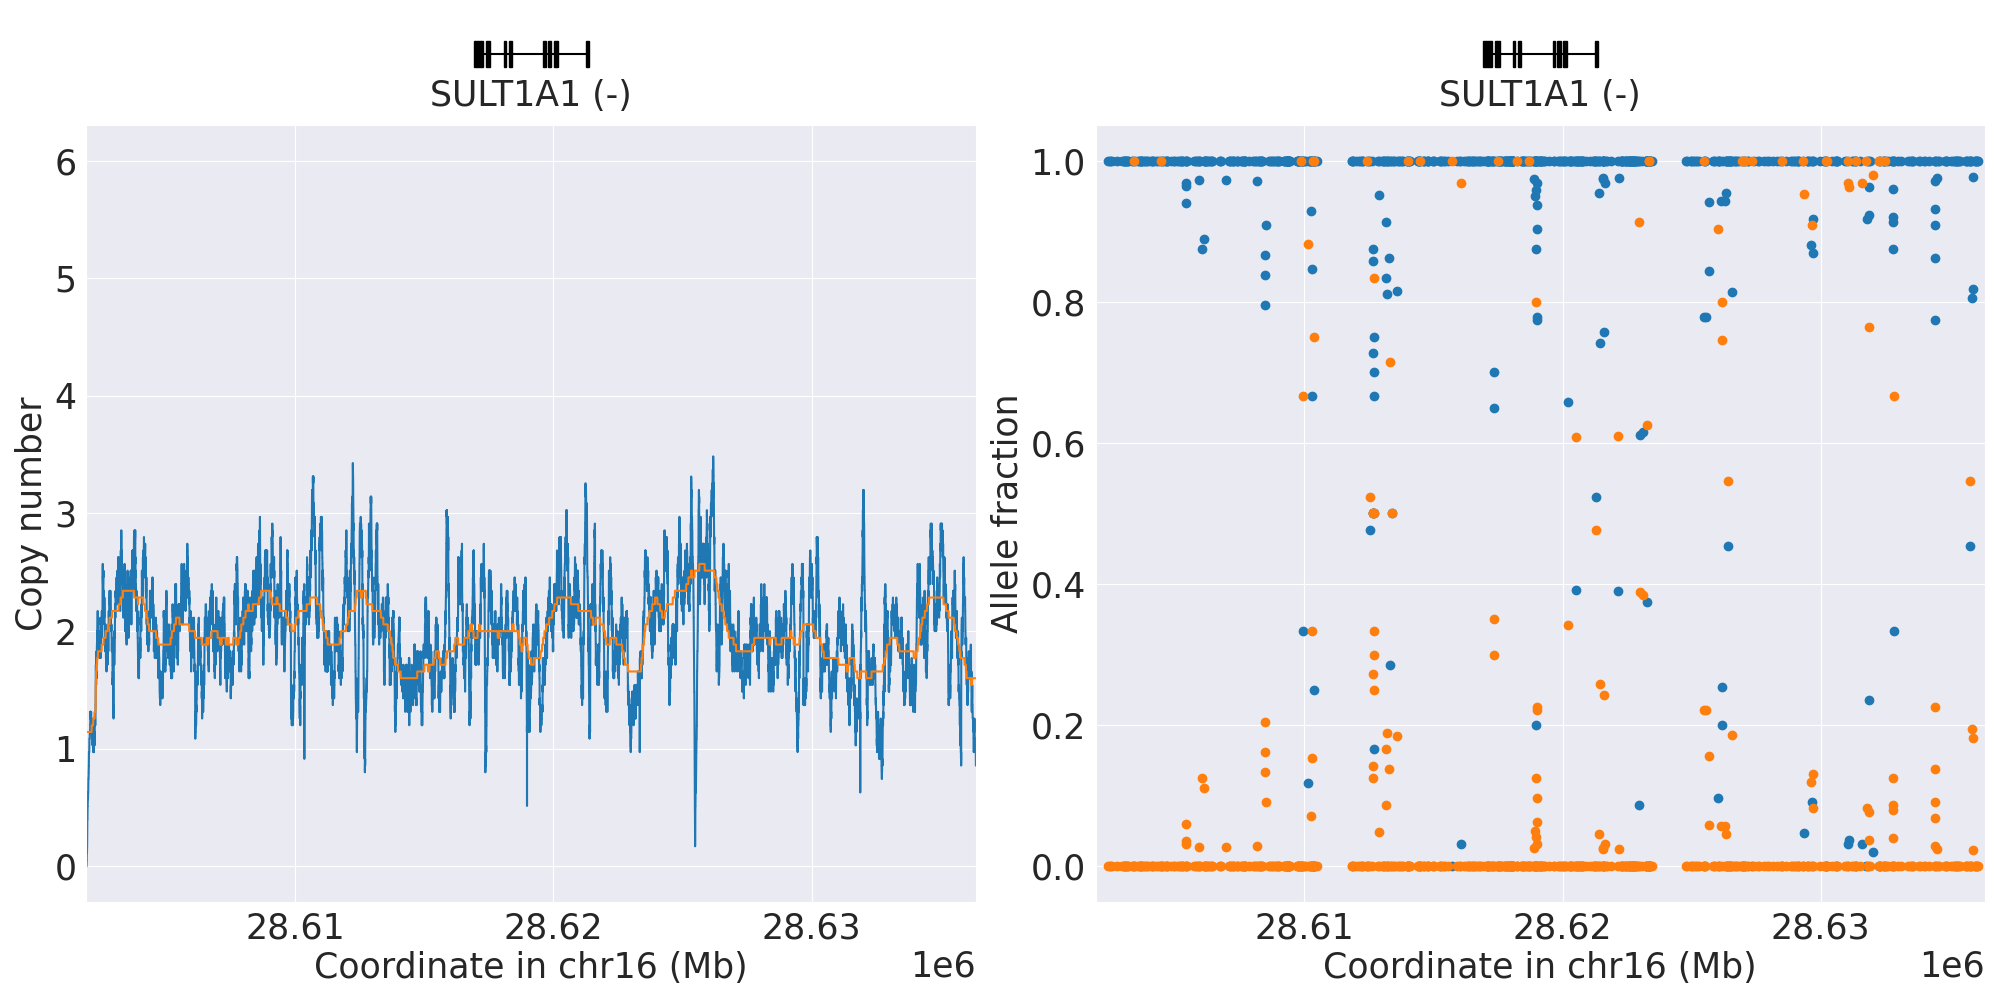 SULT1A1 (-)
Copy number
6
5
4
3
2
1
0
28.61 28.62 28.63
Coordinate in chr16 (Mb)
1e6
SULT1A1 (-)
Allele fraction
1.0
0.8
0.6
0.4
0.2
0.0
28.61 28.62 28.63
Coordinate in chr16 (Mb)
1e6